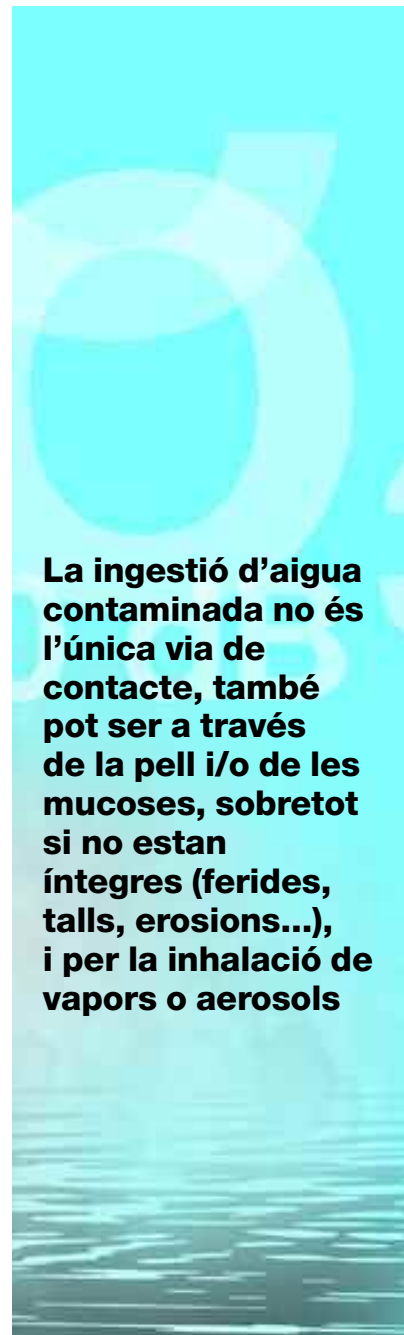 La ingestió d'aigua
contaminada no és
l'única via de
contacte, també
pot ser a través
de la pell i/o de les
mucoses, sobretot
si no estan
íntegres (ferides,
talls, erosions...),
i per la inhalació de
vapors o aerosols